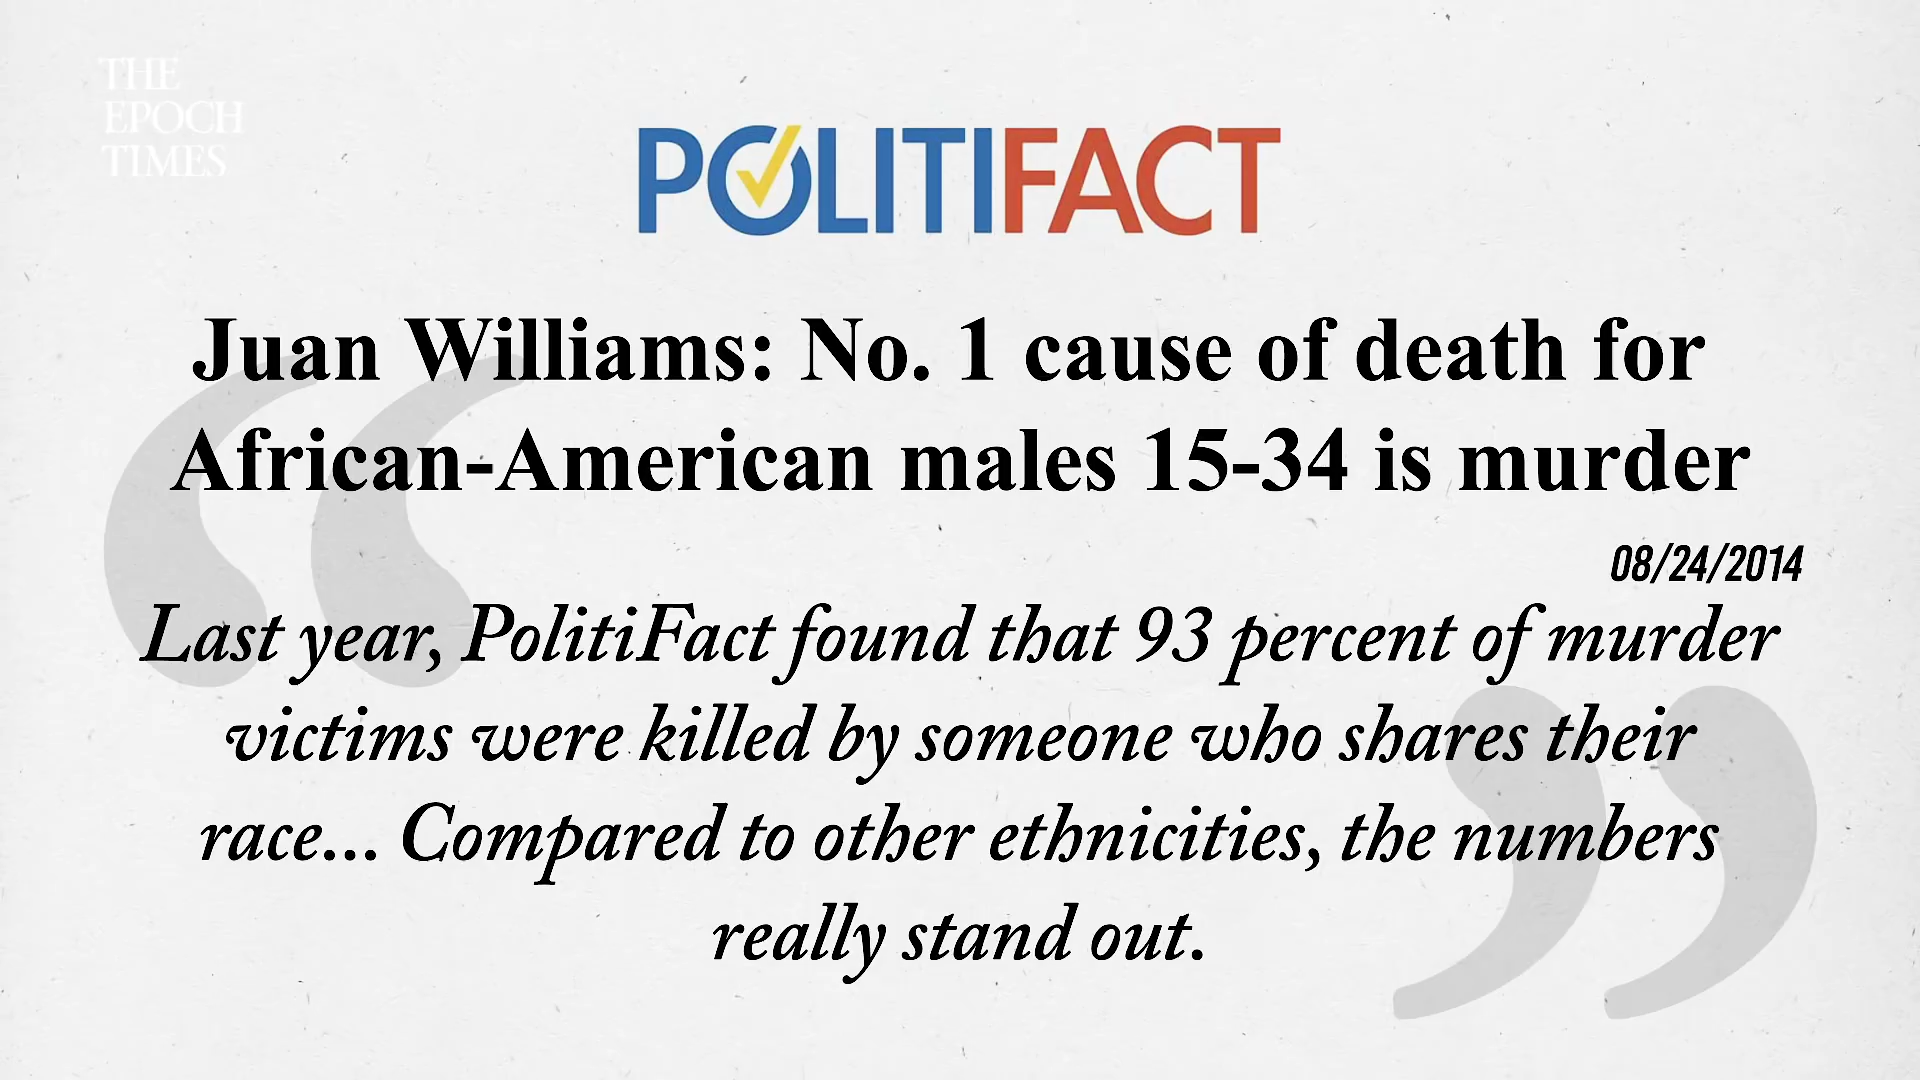 THE
EPOCH
TIMES
POLITIFACT
Juan Williams: No. 1 cause of death for
African-American males 15-34 is murder
08/24/2014
Last year, PolitiFact found that 93 percent of murder
victims were killed by someone who shares their
race... Compared to other ethnicities, the numbers
really stand out.